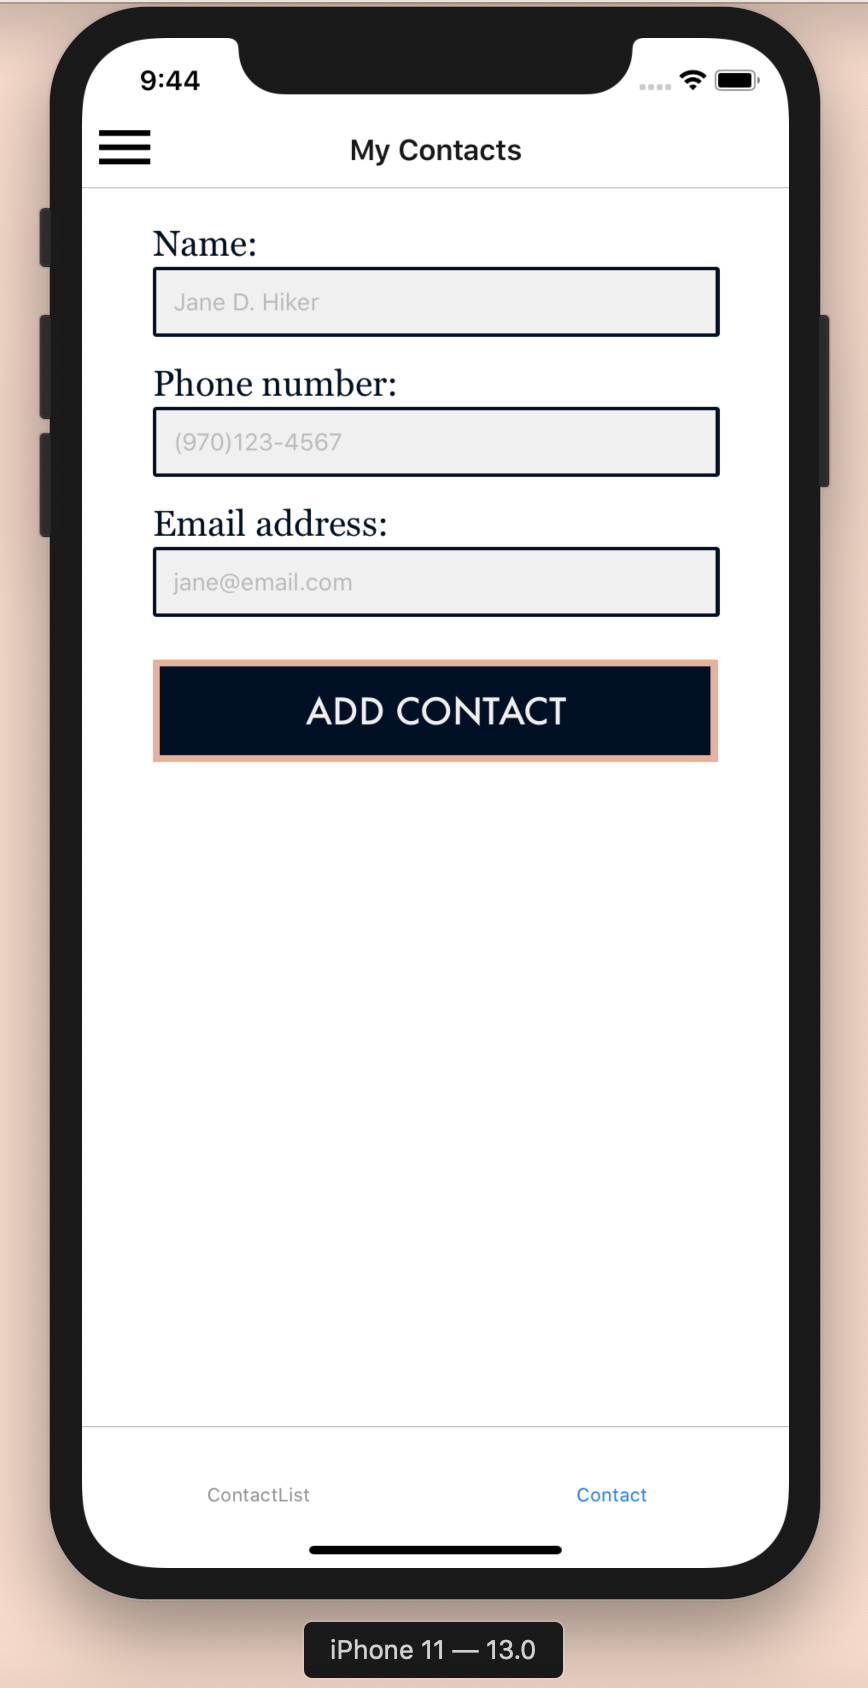 9:44
My Contacts
Name:
Jane D. Hiker
Phone number:
(970)123-4567
Email address:
jane@email.com
ADD CONTACT
ContactList
Contact
iPhone 11 — 13.0